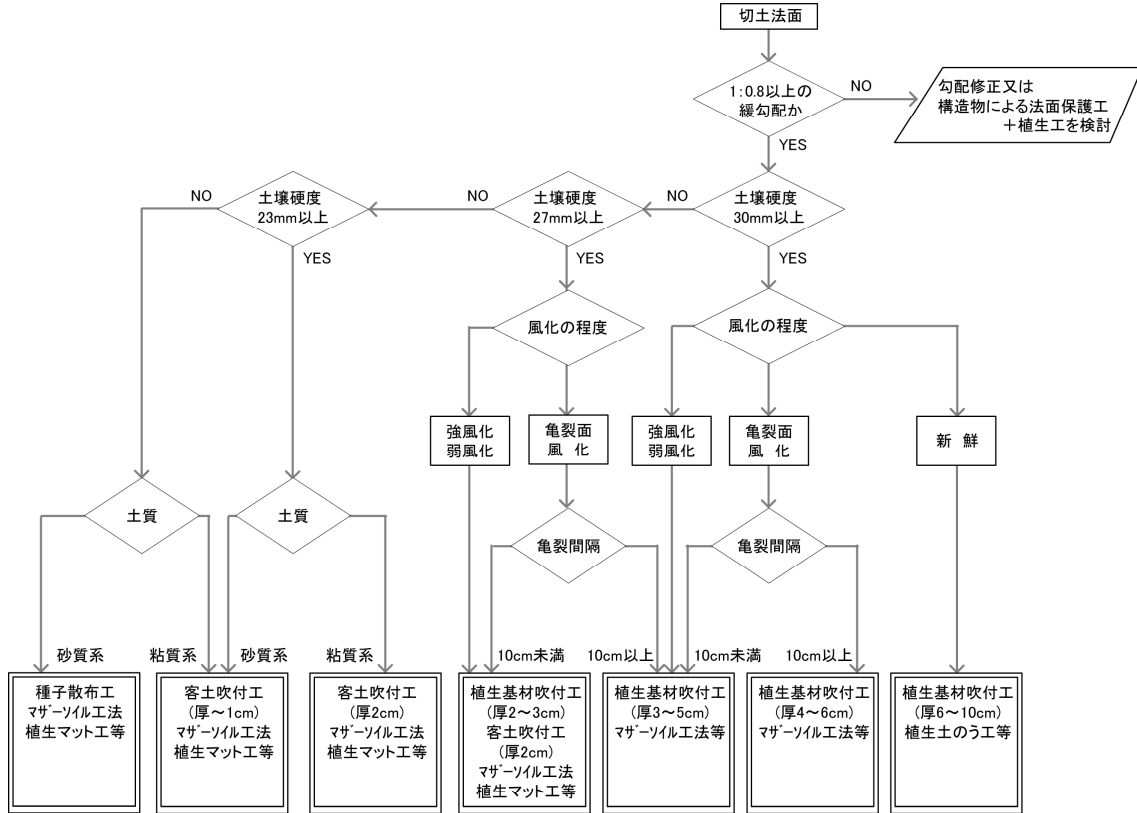 切土法面
1:0.8以上の
緩勾配か
NO
勾配修正又は
構造物による法面保護工
＋植生工を検討
YES
土壌硬度
23mm以上
NO
土壌硬度
27mm以上
NO
土壌硬度
30mm以上
NO
YES
YES
YES
風化の程度
風化の程度
強風化
弱風化
亀裂面
風 化
強風化
弱風化
亀裂面
風 化
新 鮮
土質
土質
亀裂間隔
亀裂間隔
砂質系
粘質系
砂質系
粘質系
10cm未満
10cm以上
10cm未満
10cm以上
種子散布工
ﾏｻﾞｰソイル工法
植生マット工等
客土吹付工
(厚～1cm)
ﾏｻﾞｰソイル工法
植生マット工等
客土吹付工
(厚2cm)
ﾏｻﾞｰソイル工法
植生マット工等
植生基材吹付工
(厚2～3cm)
客土吹付工
(厚2cm)
ﾏｻﾞｰソイル工法
植生マット工等
植生基材吹付工
(厚3～5cm)
ﾏｻﾞｰソイル工法等
植生基材吹付工
(厚4～6cm)
ﾏｻﾞｰソイル工法等
植生基材吹付工
(厚6～10cm)
植生土のう工等